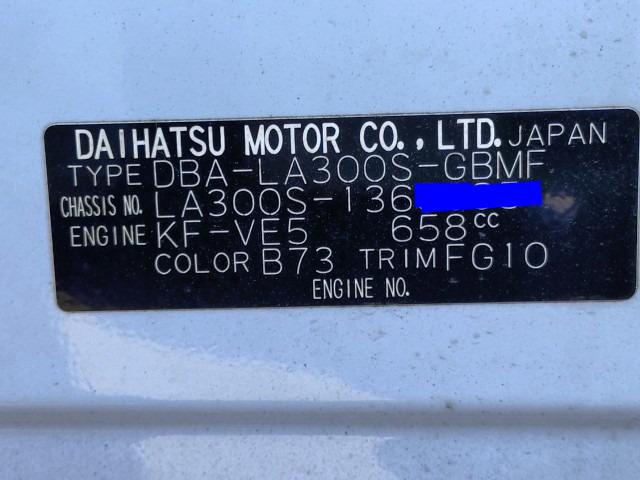 DAIHATSU MOTOR CO., LTD. JAPAN
TYPE DBA-LA300S-GBMF
CHASSIS NO. LA300S-136
ENGINE KF-VE5 658cc
COLOR B73 TRIM FG10
ENGINE NO.